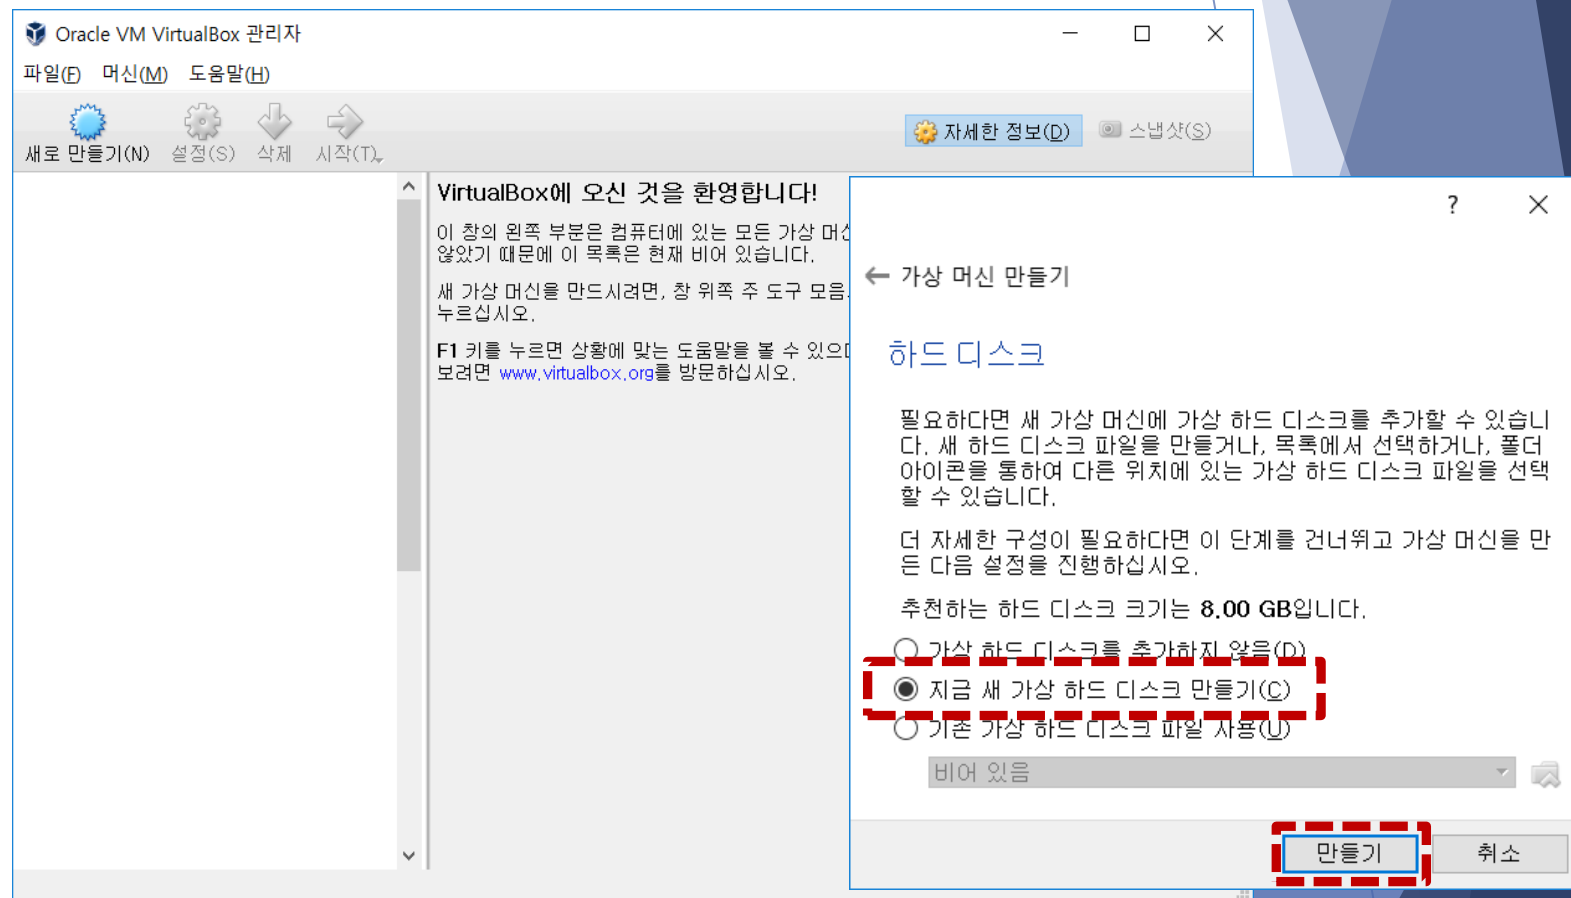 Oracle VM VirtualBox 관리자
파일(F) 머신(M) 도움말(H)
새로 만들기(N) 설정(S) 삭제 시작(T)
자세한 정보(D) 스냅샷(S)
VirtualBox에 오신 것을 환영합니다!
이 창의 왼쪽 부분은 컴퓨터에 있는 모든 가상 머신
않았기 때문에 이 목록은 현재 비어 있습니다.
새 가상 머신을 만드시려면, 창 위쪽 주 도구 모음
누르십시오.
F1 키를 누르면 상황에 맞는 도움말을 볼 수 있으며
보려면 www.virtualbox.org를 방문하십시오.
?
가상 머신 만들기
하드 디스크
필요하다면 새 가상 머신에 가상 하드 디스크를 추가할 수 있습니
다. 새 하드 디스크 파일을 만들거나, 목록에서 선택하거나, 폴더
아이콘을 통하여 다른 위치에 있는 가상 하드 디스크 파일을 선택
할 수 있습니다.
더 자세한 구성이 필요하다면 이 단계를 건너뛰고 가상 머신을 만
든 다음 설정을 진행하십시오.
추천하는 하드 디스크 크기는 8.00 GB입니다.
가상 하드 디스크를 추가하지 않음(D)
지금 새 가상 하드 디스크 만들기(C)
기존 가상 하드 디스크 파일 사용(U)
비어 있음
만들기 취소